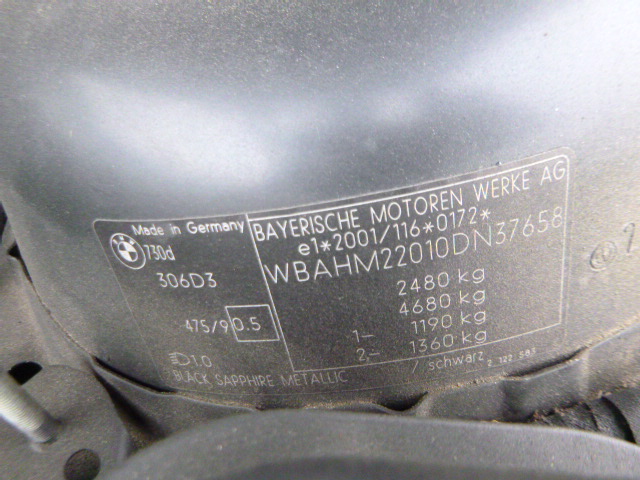 Made in Germany
730d
306D3
475/9 0.5
1.0
BLACK SAPPHIRE METALLIC
BAYERISCHE MOTOREN WERKE AG
e1*2001/116*0172*
WBAHM22010DN37658
2480 kg
4680 kg
1- 1190 kg
2- 1360 kg
/ schwarz